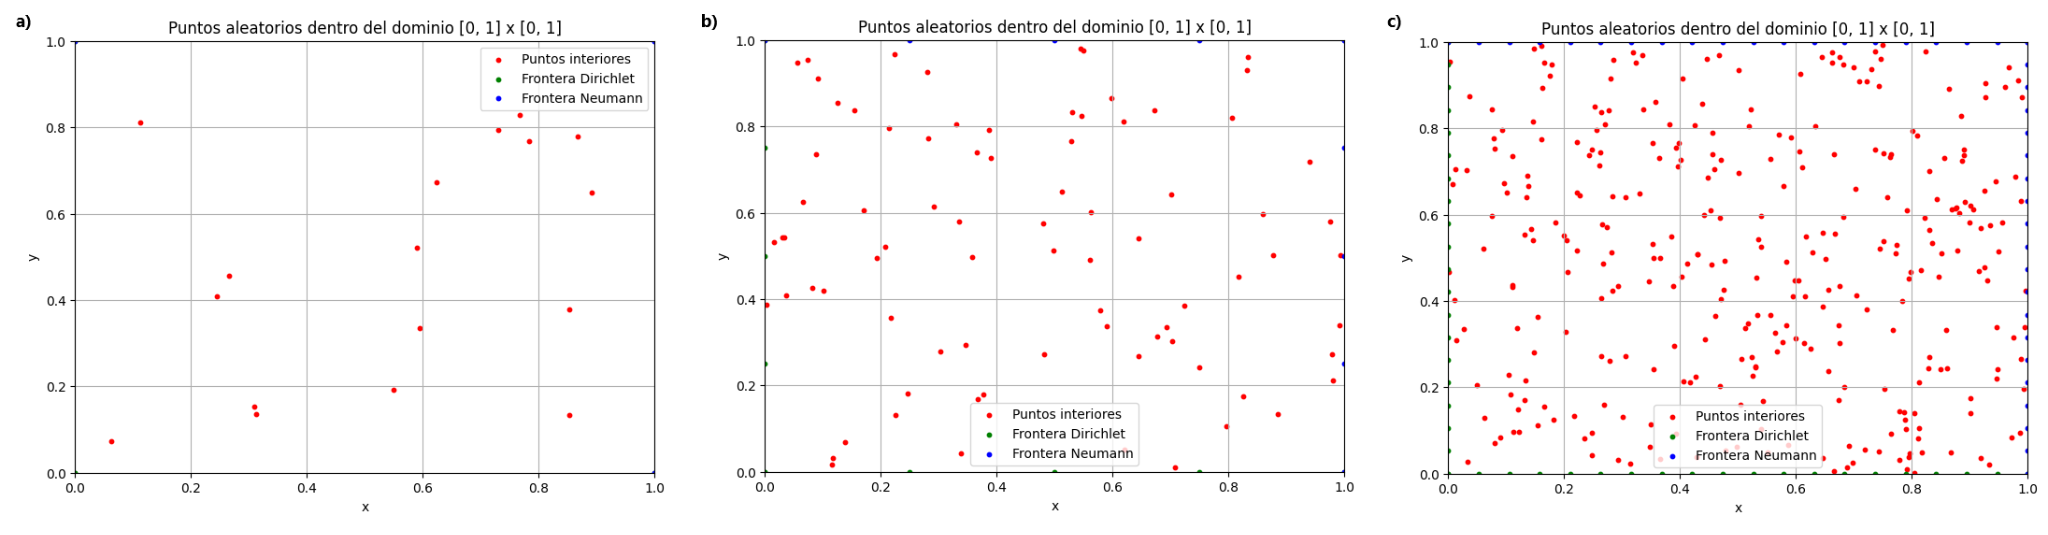 a)
Puntos aleatorios dentro del dominio [0, 1] x [0, 1]
1.0
0.8
0.6
0.4
0.2
0.0
y
Puntos interiores
Frontera Dirichlet
Frontera Neumann
0.0 0.2 0.4 0.6 0.8 1.0
x
b)
Puntos aleatorios dentro del dominio [0, 1] x [0, 1]
1.0
0.8
0.6
0.4
0.2
0.0
y
Puntos interiores
Frontera Dirichlet
Frontera Neumann
0.0 0.2 0.4 0.6 0.8 1.0
x
c)
Puntos aleatorios dentro del dominio [0, 1] x [0, 1]
1.0
0.8
0.6
0.4
0.2
0.0
y
Puntos interiores
Frontera Dirichlet
Frontera Neumann
0.0 0.2 0.4 0.6 0.8 1.0
x